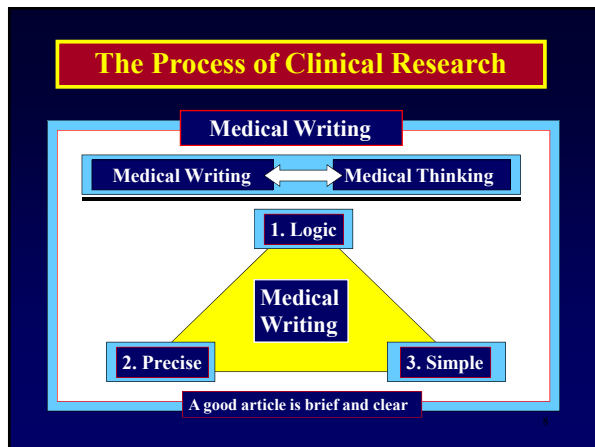 The Process of Clinical Research
Medical Writing
Medical Writing Medical Thinking
1. Logic
Medical
Writing
2. Precise 3. Simple
A good article is brief and clear